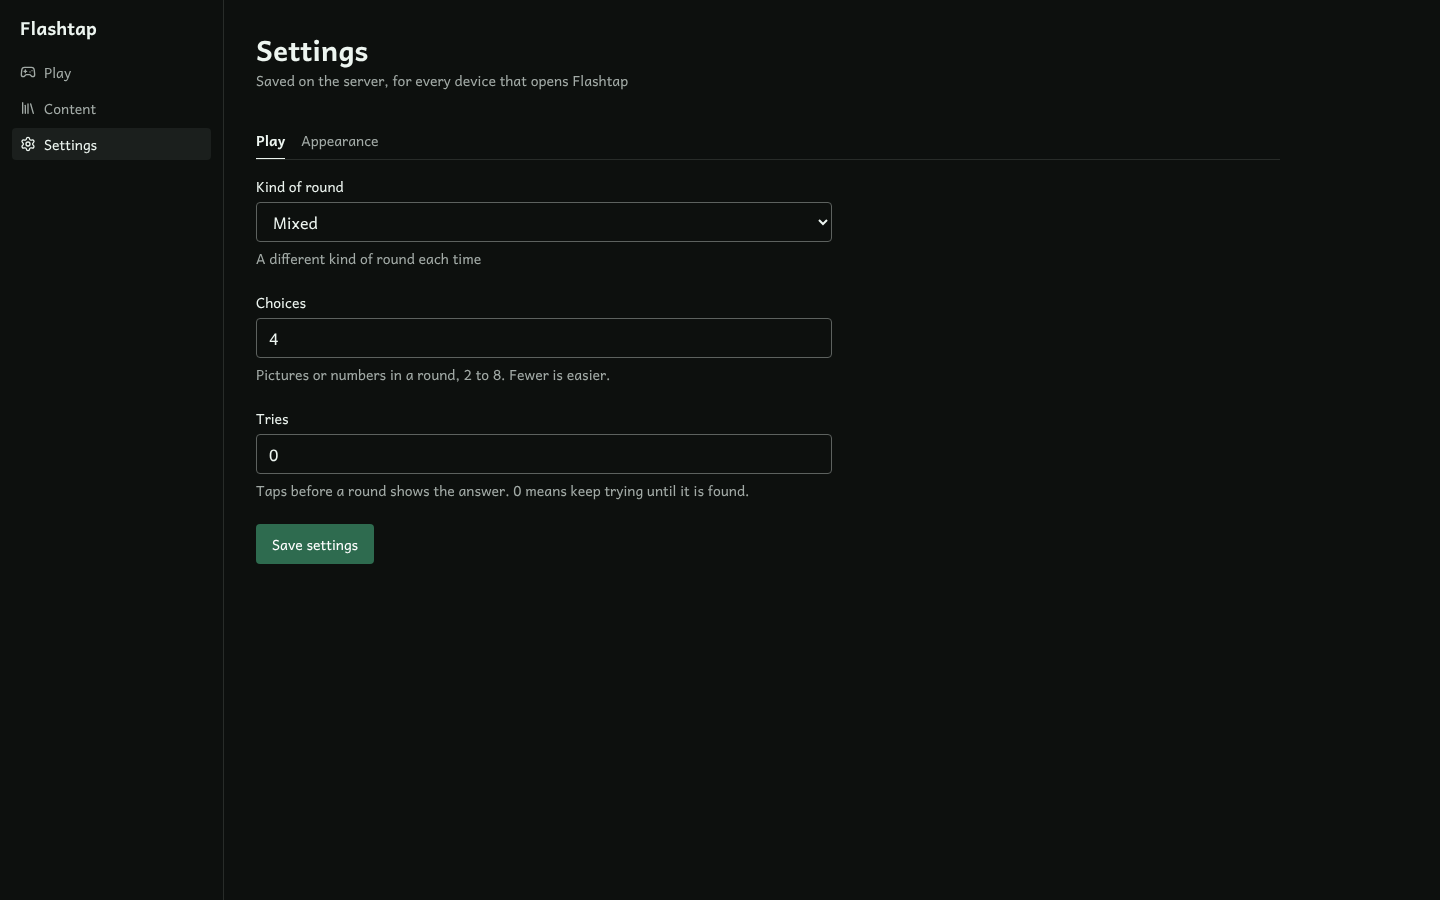 Flashtap
Play
Content
Settings
Settings
Saved on the server, for every device that opens Flashtap
Play Appearance
Kind of round
Mixed
A different kind of round each time
Choices
4
Pictures or numbers in a round, 2 to 8. Fewer is easier.
Tries
0
Taps before a round shows the answer. 0 means keep trying until it is found.
Save settings